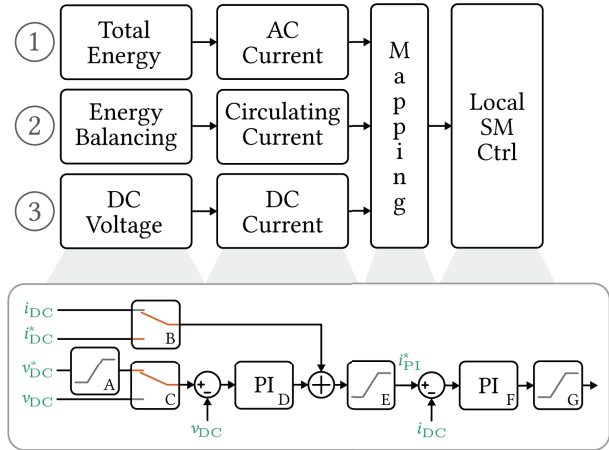 1
Total
Energy
AC
Current
2
Energy
Balancing
Circulating
Current
3
DC
Voltage
DC
Current
M
a
p
p
i
n
g
Local
SM
Ctrl
i_DC
i*_DC
B
v*_DC
A
v_DC
C
+
-
v_DC
PI
D
+
E
i*_PI
+
-
i_DC
PI
F
G